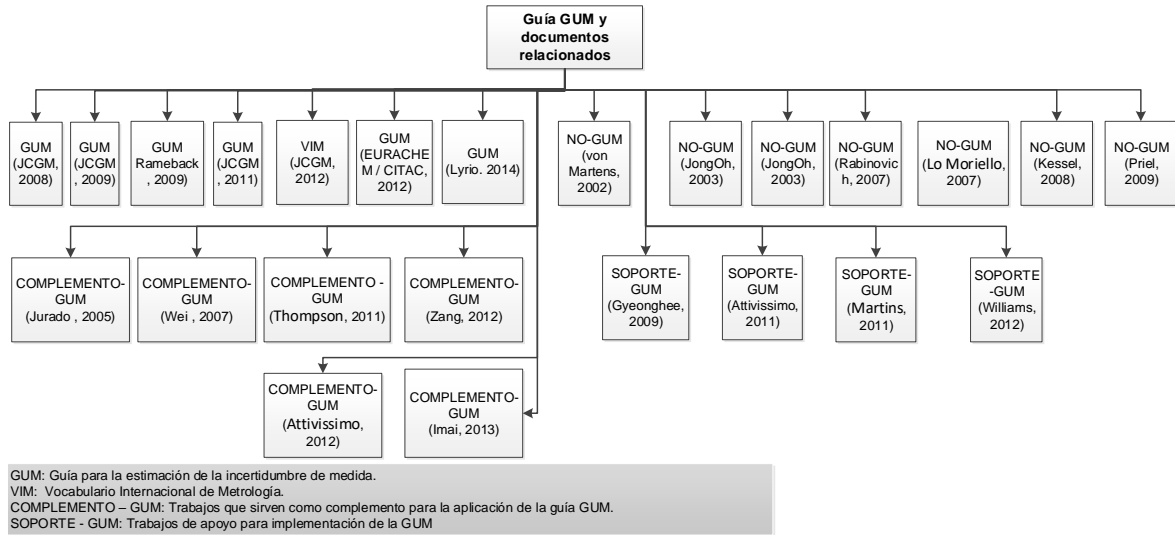 Guía GUM y
documentos
relacionados
GUM
(JCGM,
2008)
GUM
(JCGM,
2009)
GUM
Rameback
, 2009)
GUM
(JCGM,
2011)
VIM
(JCGM,
2012)
GUM
(EURACHE
M / CITAC,
2012)
GUM
(Lyrio. 2014)
NO-GUM
(von
Martens,
2002)
NO-GUM
(JongOh,
2003)
NO-GUM
(JongOh,
2003)
NO-GUM
(Rabinovic
h, 2007)
NO-GUM
(Lo Moriello,
2007)
NO-GUM
(Kessel,
2008)
NO-GUM
(Priel,
2009)
COMPLEMENTO-
GUM
(Jurado , 2005)
COMPLEMENTO-
GUM
(Wei , 2007)
COMPLEMENTO -
GUM
(Thompson, 2011)
COMPLEMENTO-
GUM
(Zang, 2012)
SOPORTE-
GUM
(Gyeonghee,
2009)
SOPORTE-
GUM
(Attivissimo,
2011)
SOPORTE-
GUM
(Martins,
2011)
SOPORTE
-GUM
(Williams,
2012)
COMPLEMENTO-
GUM
(Attivissimo,
2012)
COMPLEMENTO-
GUM
(Imai, 2013)
GUM: Guía para la estimación de la incertidumbre de medida.
VIM: Vocabulario Internacional de Metrología.
COMPLEMENTO – GUM: Trabajos que sirven como complemento para la aplicación de la guía GUM.
SOPORTE - GUM: Trabajos de apoyo para implementación de la GUM